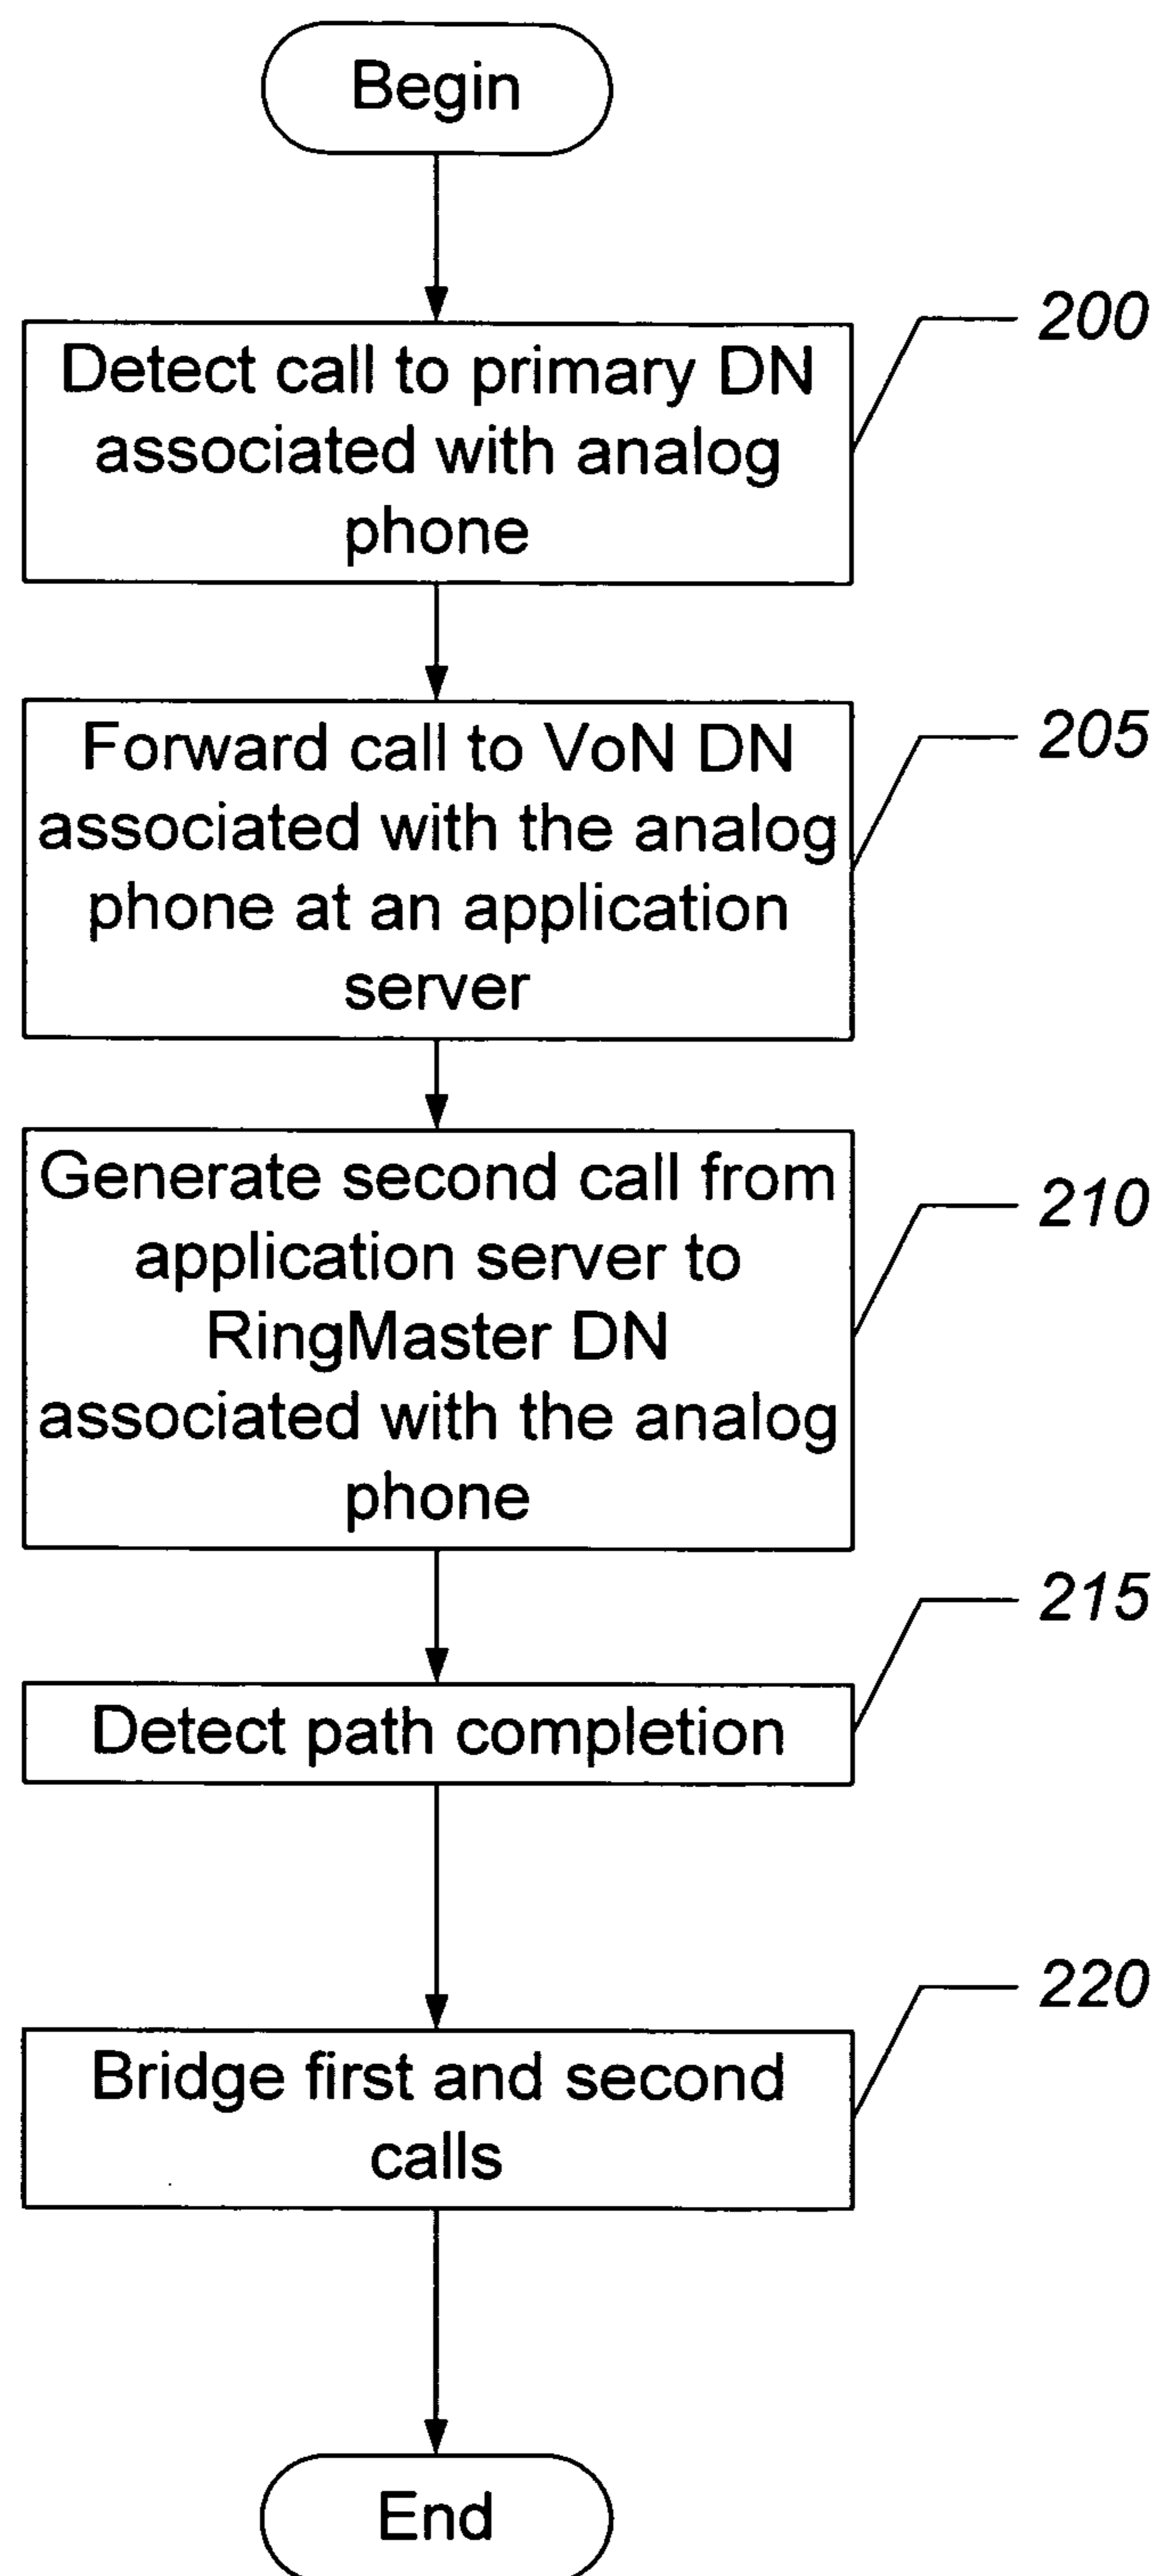 Begin
200
Detect call to primary DN
associated with analog
phone
205
Forward call to VoN DN
associated with the analog
phone at an application
server
210
Generate second call from
application server to
RingMaster DN
associated with the analog
phone
215
Detect path completion
220
Bridge first and second
calls
End